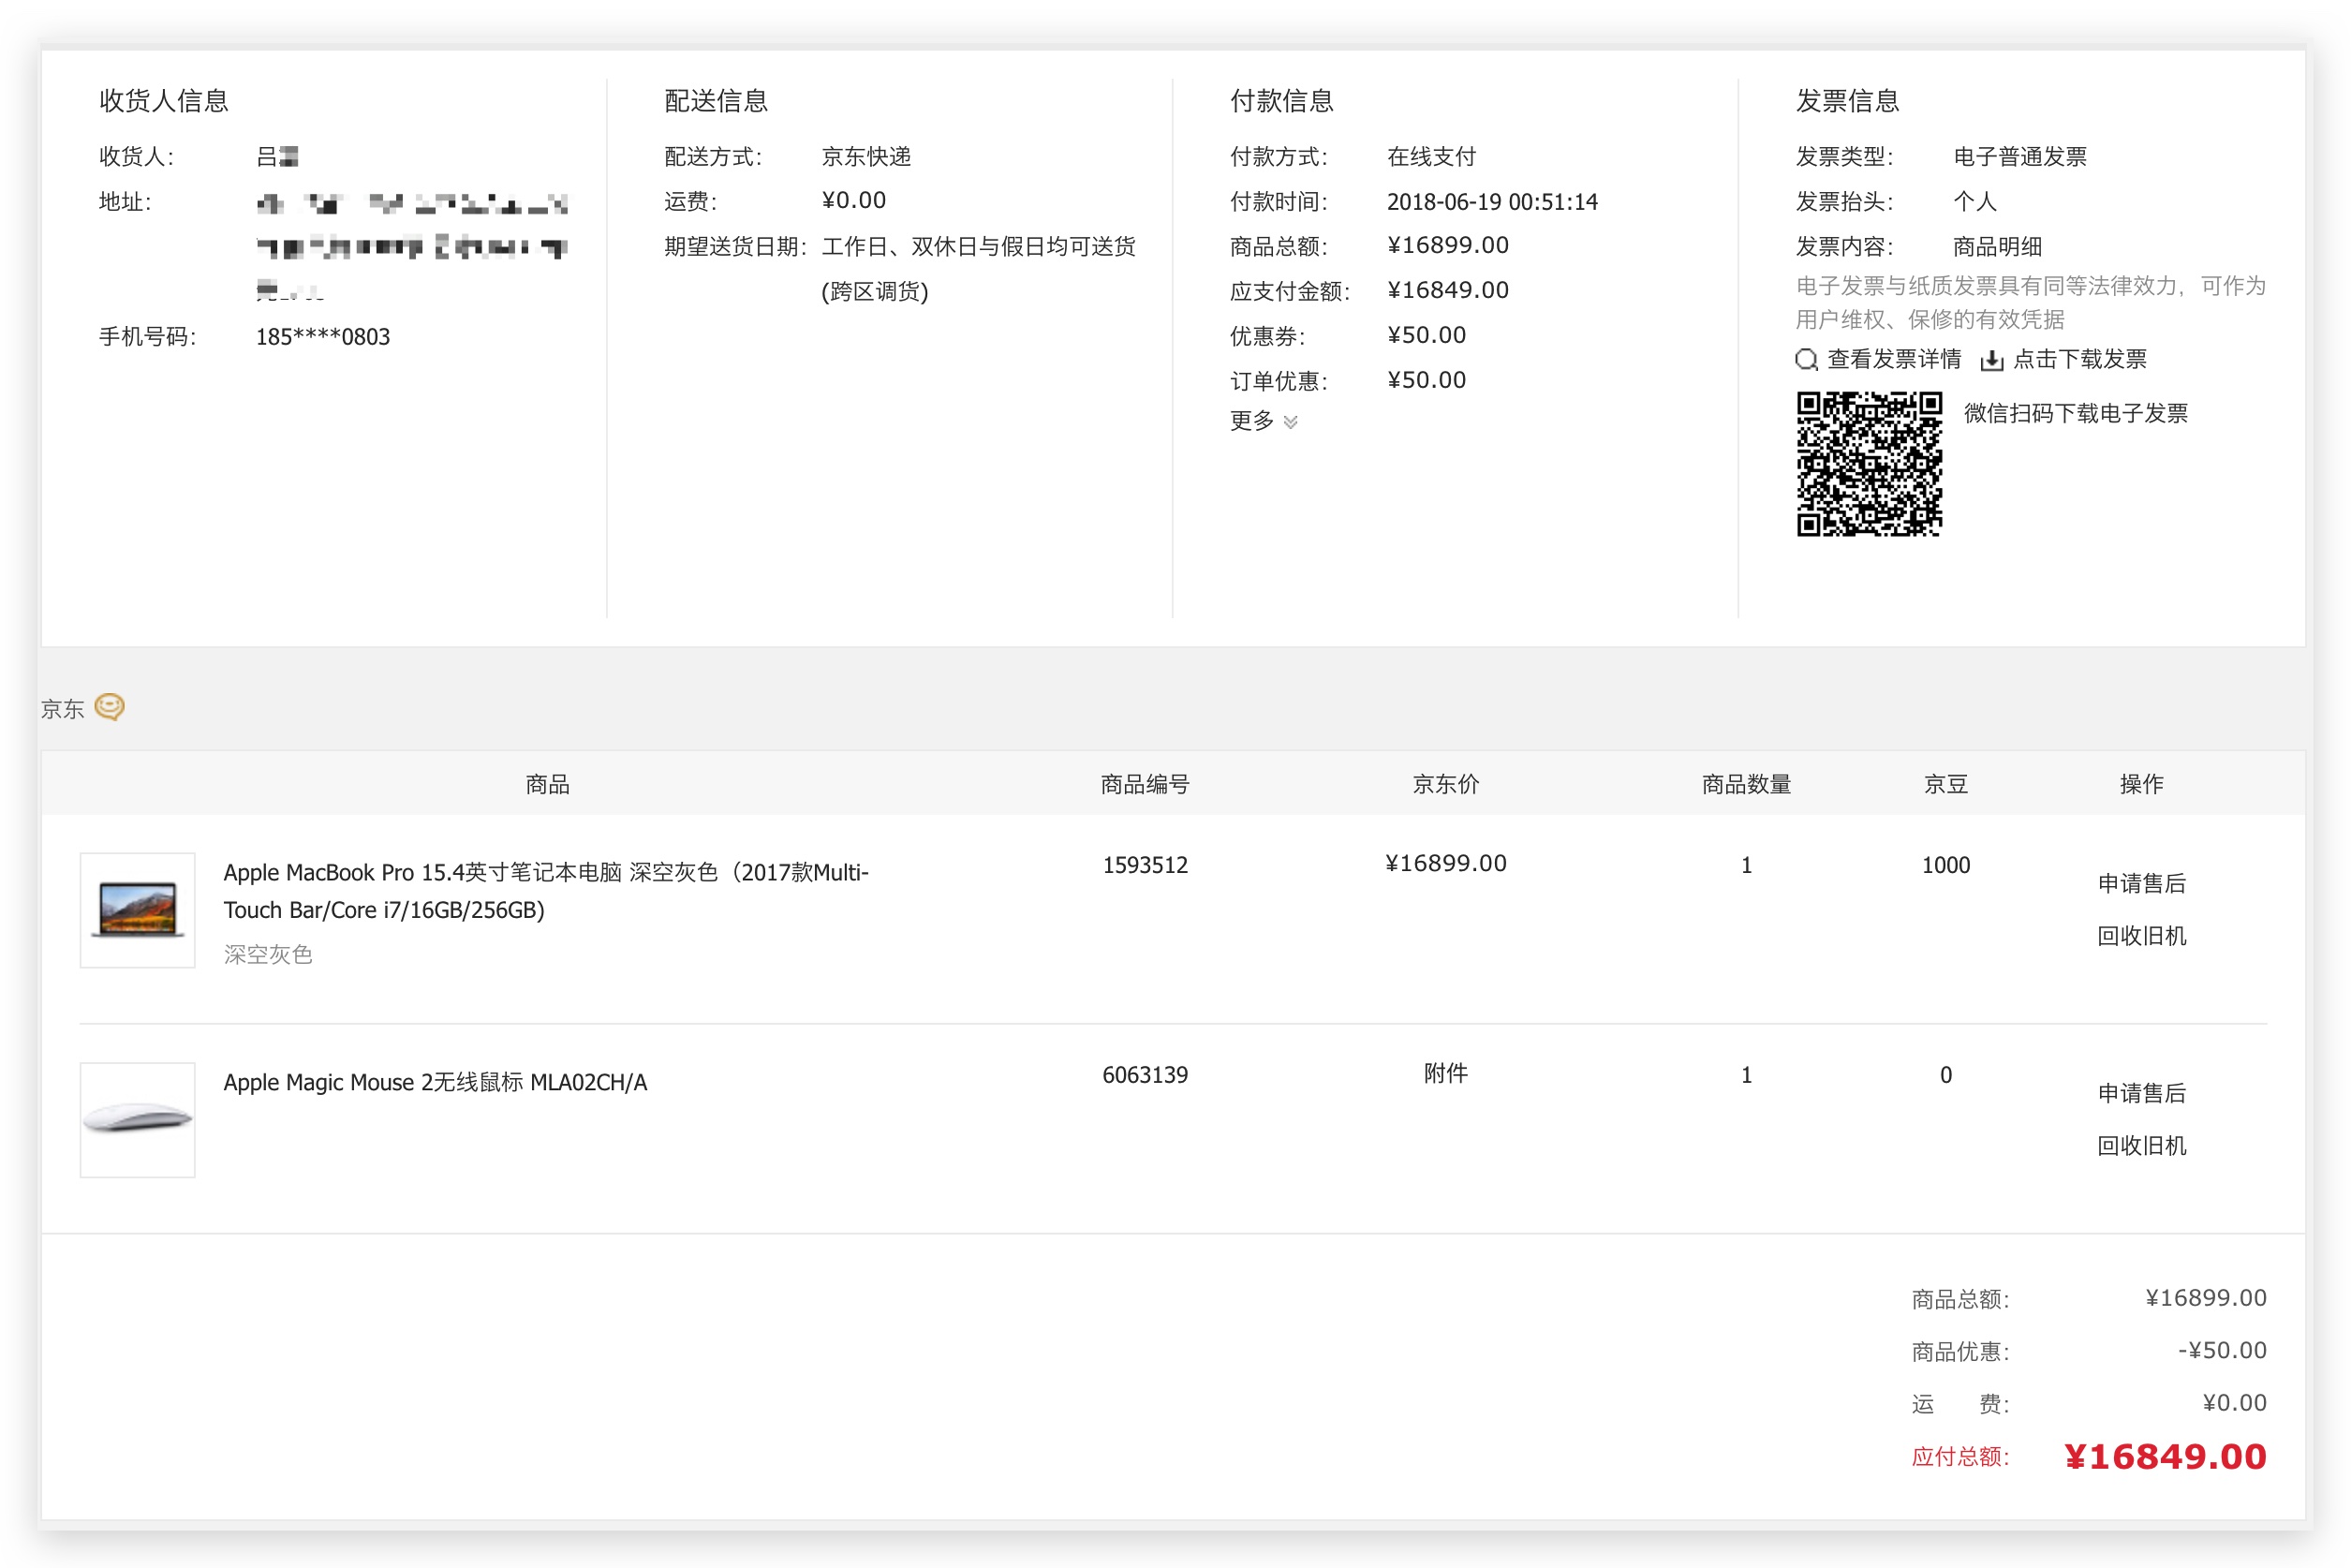 收货人信息
收货人：
吕
地址：
手机号码：
185****0803
配送信息
配送方式：
京东快递
运费：
¥0.00
期望送货日期：
工作日、双休日与假日均可送货
(跨区调货)
付款信息
付款方式：
在线支付
付款时间：
2018-06-19 00:51:14
商品总额：
¥16899.00
应支付金额：
¥16849.00
优惠券：
¥50.00
订单优惠：
¥50.00
更多
发票信息
发票类型：
电子普通发票
发票抬头：
个人
发票内容：
商品明细
电子发票与纸质发票具有同等法律效力，可作为
用户维权、保修的有效凭据
查看发票详情 点击下载发票
微信扫码下载电子发票
京东
商品 商品编号 京东价 商品数量 京豆 操作
Apple MacBook Pro 15.4英寸笔记本电脑 深空灰色（2017款Multi-
Touch Bar/Core i7/16GB/256GB)
深空灰色
1593512
¥16899.00
1
1000
申请售后
回收旧机
Apple Magic Mouse 2无线鼠标 MLA02CH/A
6063139
附件
1
0
申请售后
回收旧机
商品总额： ¥16899.00
商品优惠： -¥50.00
运　　费： ¥0.00
应付总额： ¥16849.00